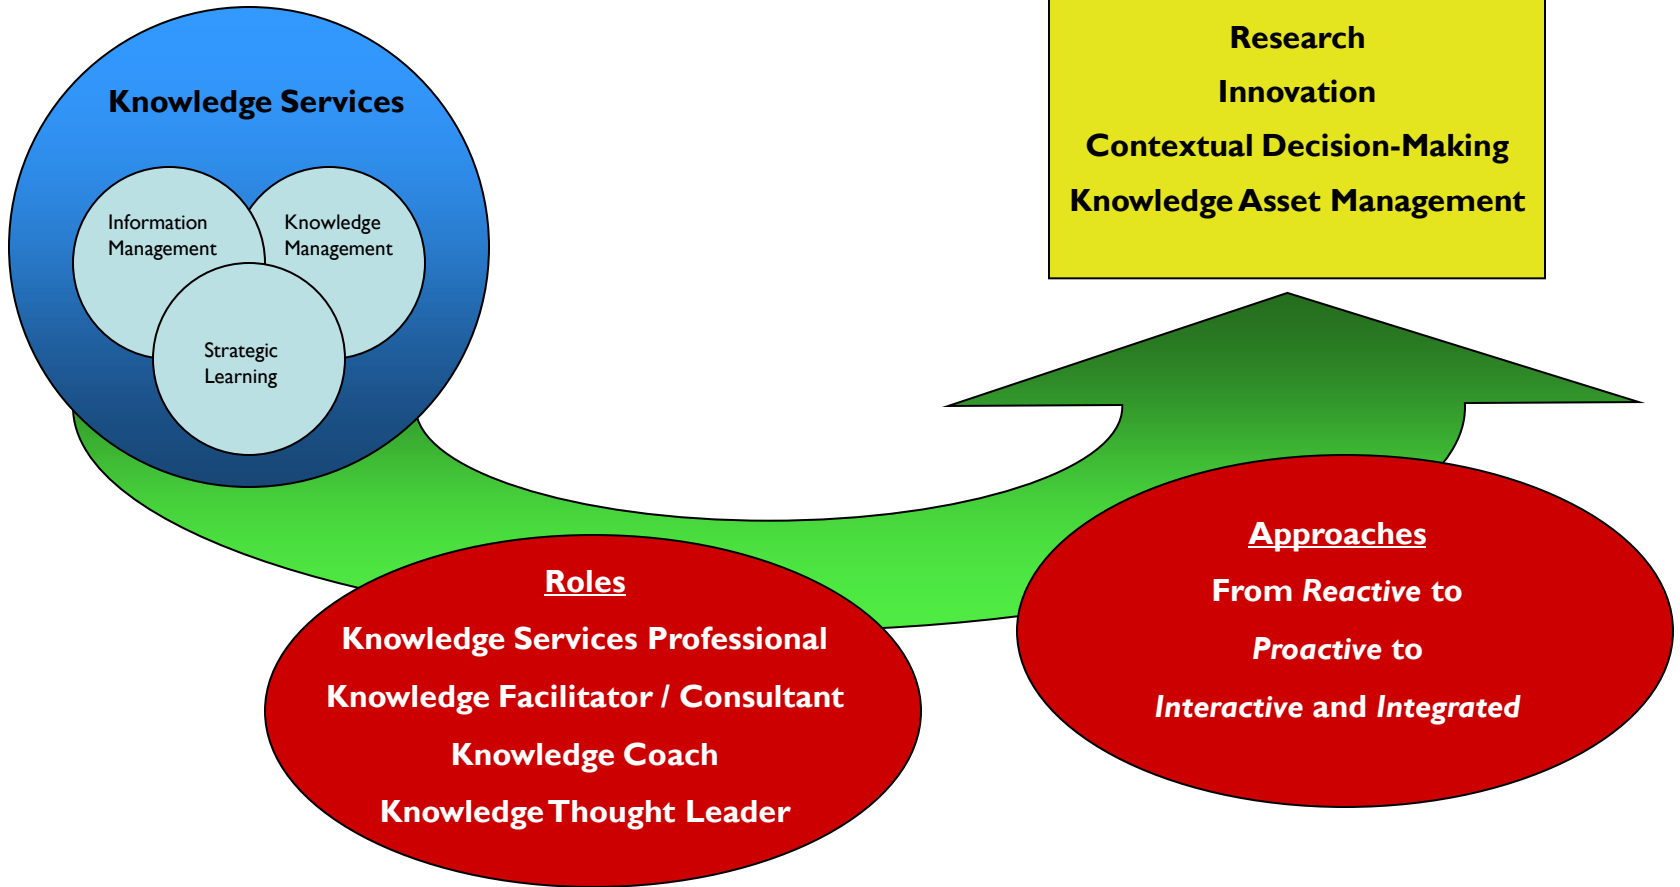 Knowledge Services
Information
Management
Knowledge
Management
Strategic
Learning
Research
Innovation
Contextual Decision-Making
Knowledge Asset Management
Roles
Knowledge Services Professional
Knowledge Facilitator / Consultant
Knowledge Coach
Knowledge Thought Leader
Approaches
From Reactive to
Proactive to
Interactive and Integrated